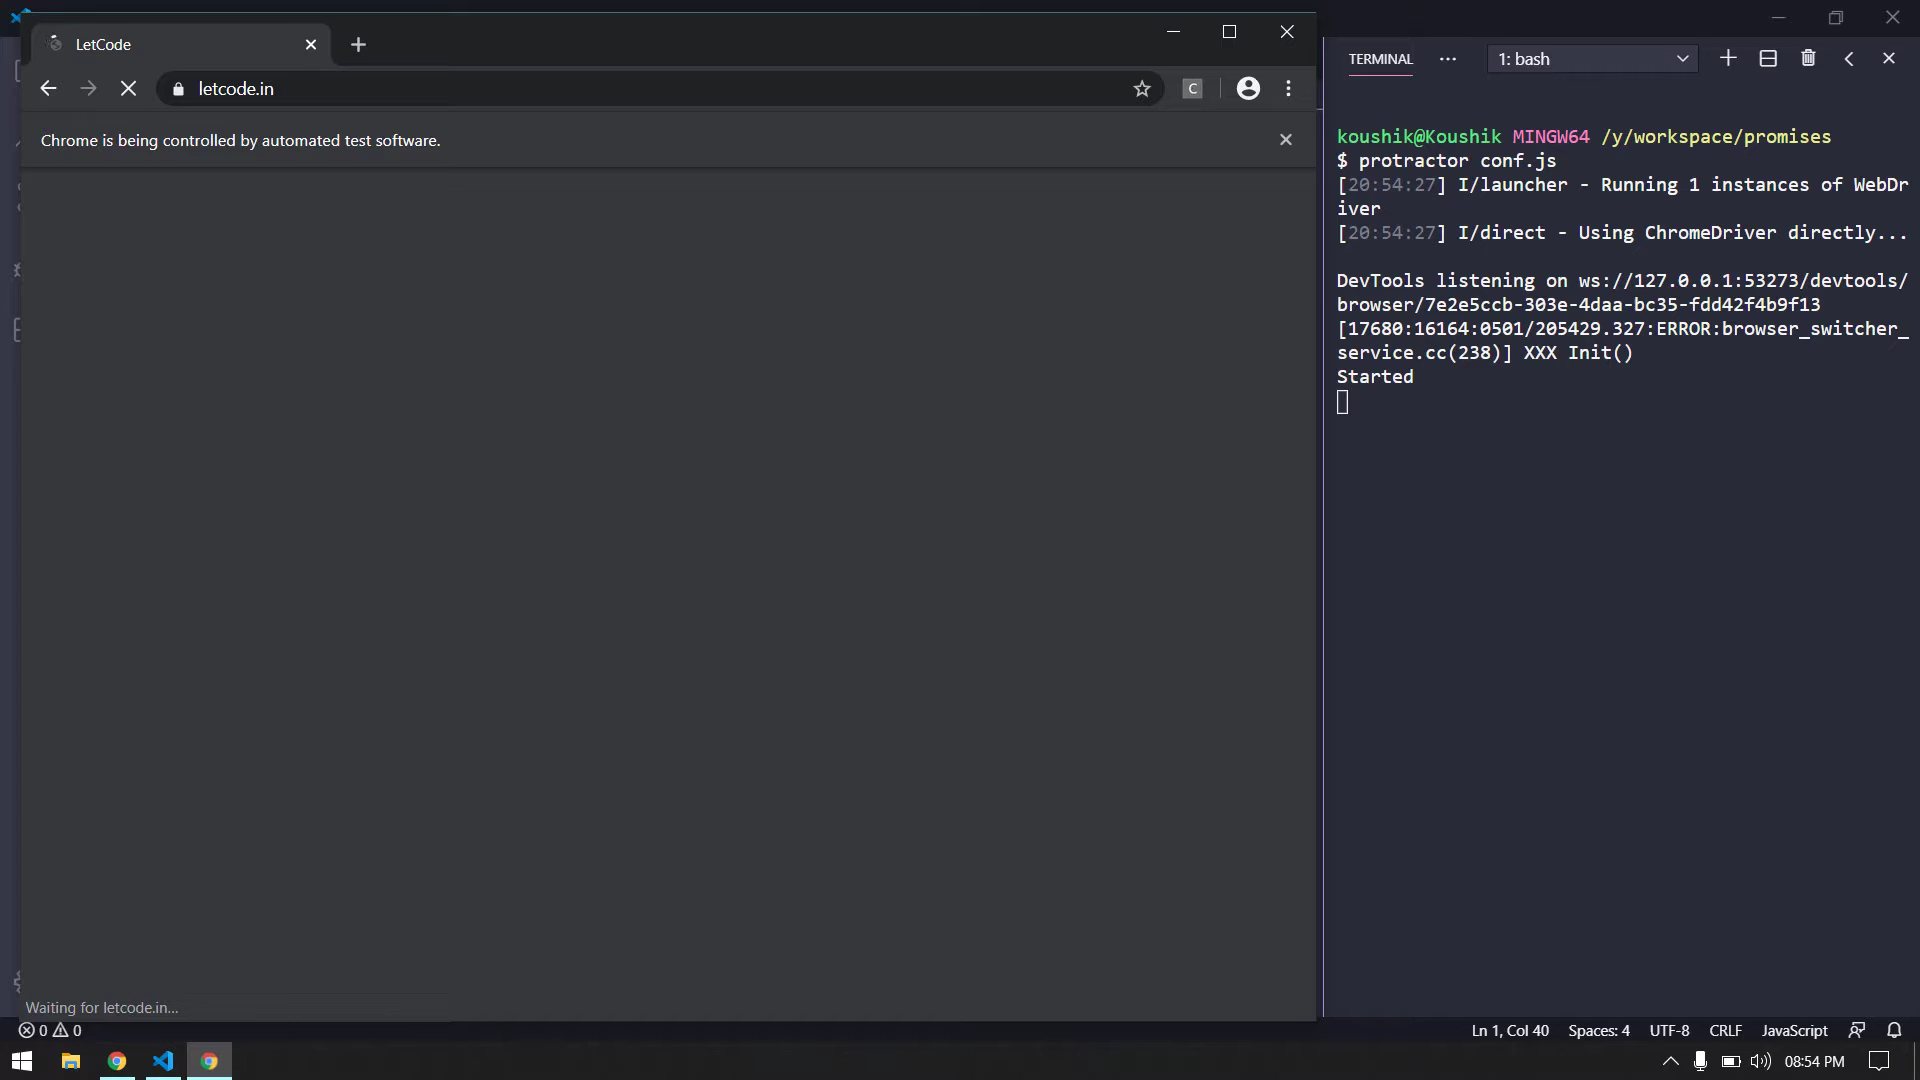 LetCode
letcode.in
C
Chrome is being controlled by automated test software.
Waiting for letcode.in...
TERMINAL
1: bash
koushik@Koushik MINGW64 /y/workspace/promises
$ protractor conf.js
[20:54:27] I/launcher - Running 1 instances of WebDr
iver
[20:54:27] I/direct - Using ChromeDriver directly...
DevTools listening on ws://127.0.0.1:53273/devtools/
browser/7e2e5ccb-303e-4daa-bc35-fdd42f4b9f13
[17680:16164:0501/205429.327:ERROR:browser_switcher_
service.cc(238)] XXX Init()
Started
0 0
Ln 1, Col 40 Spaces: 4 UTF-8 CRLF JavaScript
08:54 PM